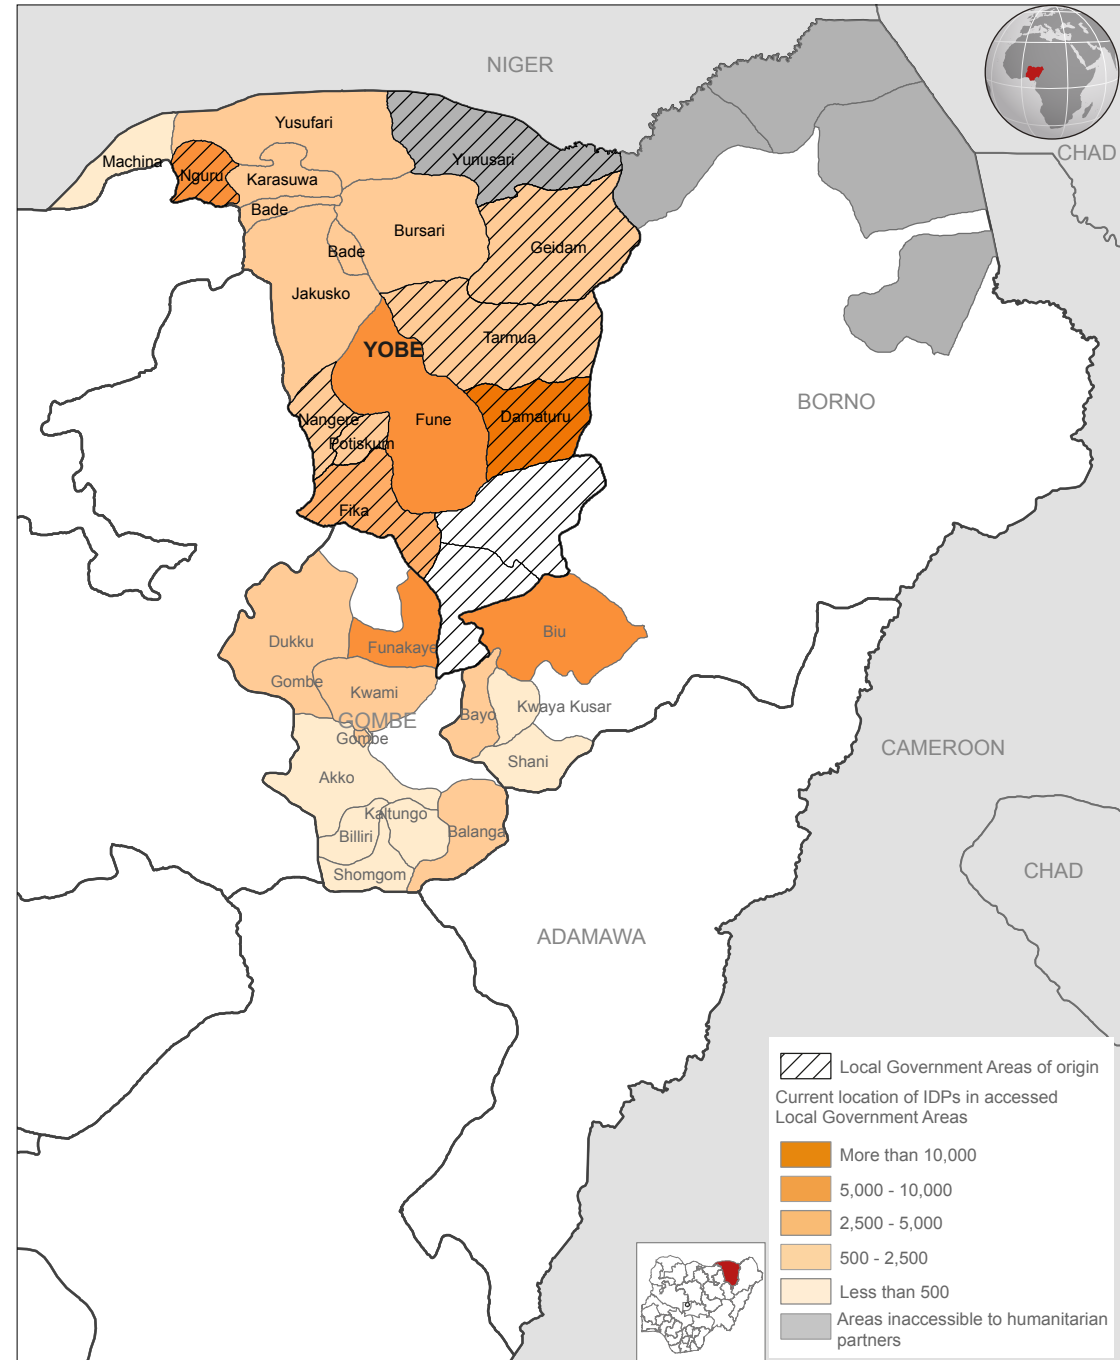 NIGER
CHAD
Yusufari
Machina
Yunusari
Nguru
Karasuwa
Bade
Bursari
Bade
Geidam
Jakusko
Tarmua
YOBE
BORNO
Nangere
Fune
Damaturu
Potiskum
Fika
Biu
Dukku
Funakaye
Gombe
Kwami
Kwaya Kusar
Bayo
GOMBE
Gombe
CAMEROON
Shani
Akko
Kaltungo
Billiri
Balanga
Shomgom
CHAD
ADAMAWA
Local Government Areas of origin
Current location of IDPs in accessed
Local Government Areas
More than 10,000
5,000 - 10,000
2,500 - 5,000
500 - 2,500
Less than 500
Areas inaccessible to humanitarian
partners